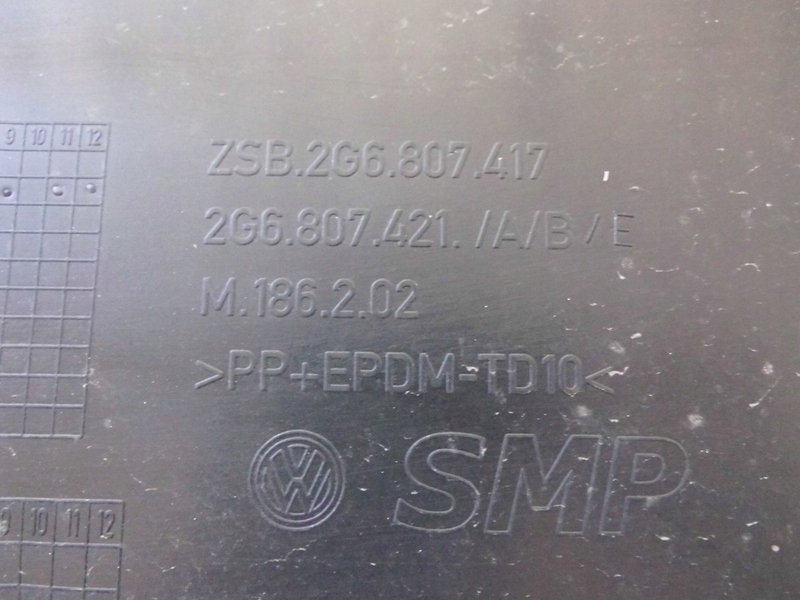 9 10 11 12
ZSB.2G6.807.417
2G6.807.421. /A/B/E
M.186.2.02
>PP+EPDM-TD10<
VW SMP
9 10 11 12